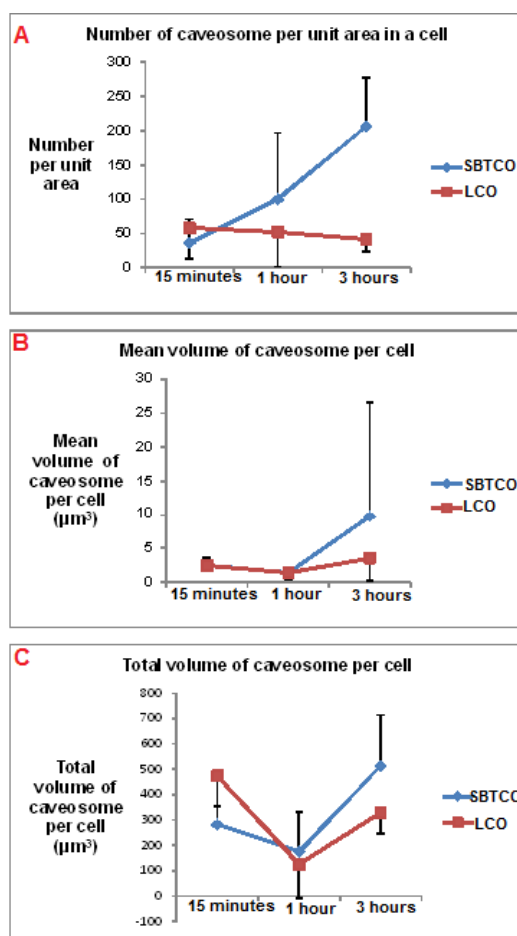 A
Number of caveosome per unit area in a cell
300
250
200
150
100
50
0
Number
per unit
area
15 minutes 1 hour 3 hours
SBTCO
LCO
B
Mean volume of caveosome per cell
30
25
20
15
10
5
0
Mean
volume of
caveosome
per cell
(µm³)
15 minutes 1 hour 3 hours
SBTCO
LCO
C
Total volume of caveosome per cell
800
700
600
500
400
300
200
100
0
-100
Total
volume of
caveosome
per cell
(µm³)
15 minutes 1 hour 3 hours
SBTCO
LCO